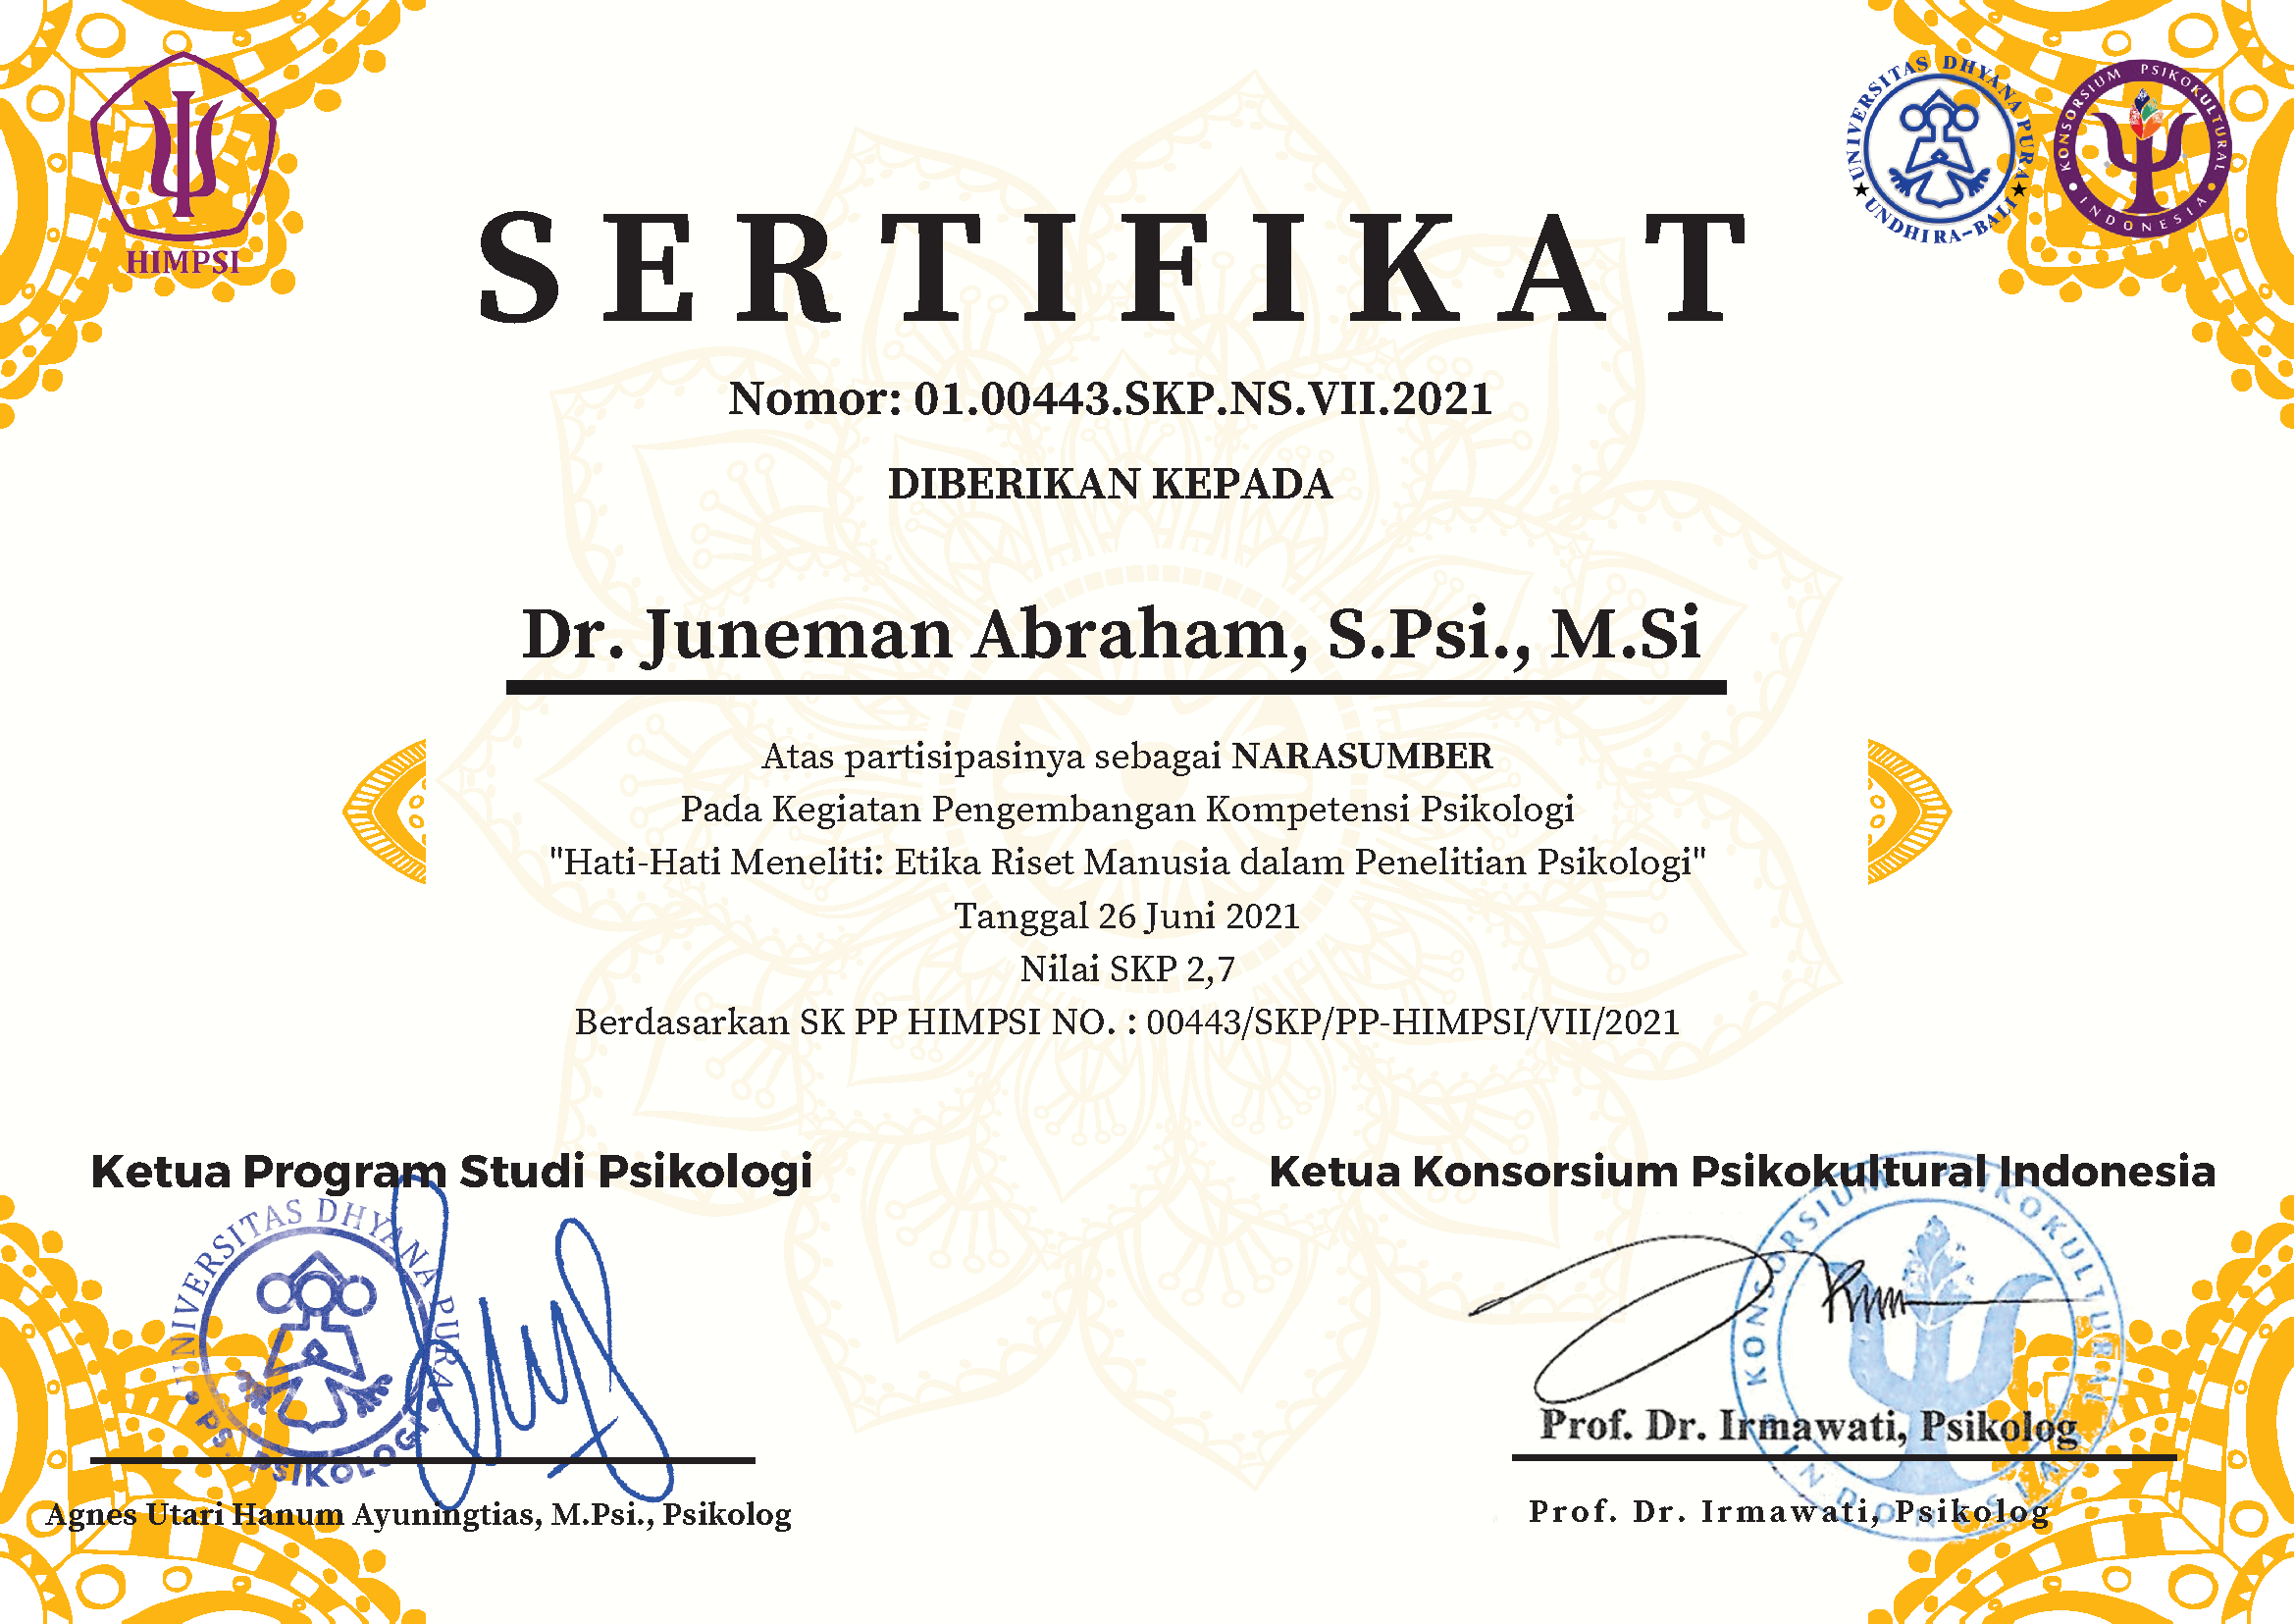 HIMPSI
UNIVERSITAS DHYANA PURA
UNDHIRA-BALI
KONSORSIUM PSIKOKULTURAL
INDONESIA
SERTIFIKAT
Nomor: 01.00443.SKP.NS.VII.2021
DIBERIKAN KEPADA
Dr. Juneman Abraham, S.Psi., M.Si
Atas partisipasinya sebagai NARASUMBER
Pada Kegiatan Pengembangan Kompetensi Psikologi
"Hati-Hati Meneliti: Etika Riset Manusia dalam Penelitian Psikologi"
Tanggal 26 Juni 2021
Nilai SKP 2,7
Berdasarkan SK PP HIMPSI NO. : 00443/SKP/PP-HIMPSI/VII/2021
Ketua Program Studi Psikologi
UNIVERSITAS DHYANA PURA
PS. PSIKOLOGI
Agnes Utari Hanum Ayuningtias, M.Psi., Psikolog
Ketua Konsorsium Psikokultural Indonesia
KONSORSIUM PSIKOKULTURAL
INDONESIA
Prof. Dr. Irmawati, Psikolog
Prof. Dr. Irmawati, Psikolog